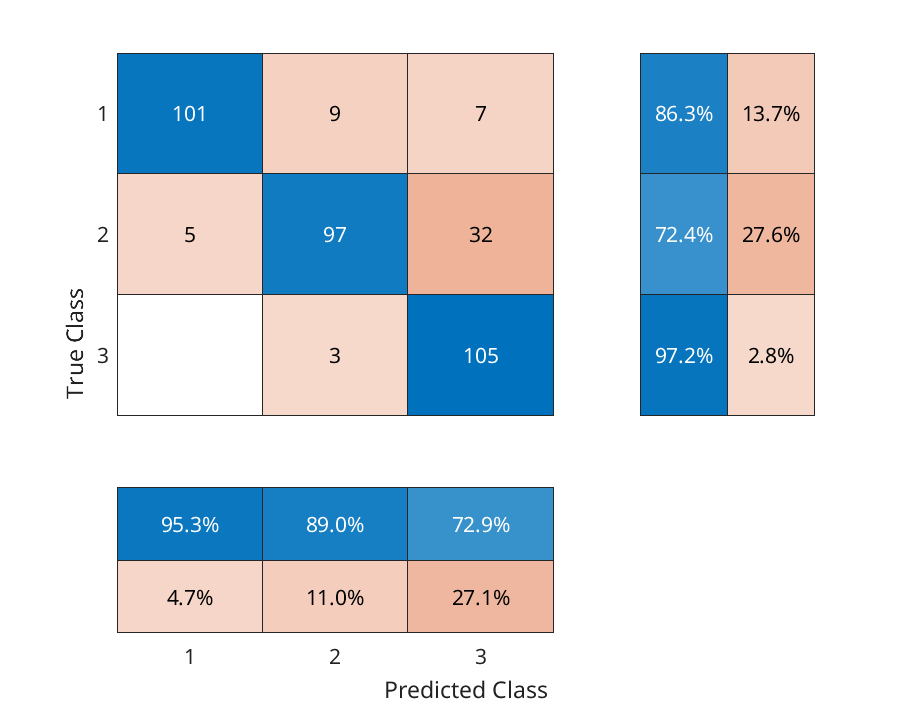 1 101 9 7 86.3% 13.7%
2 5 97 32 72.4% 27.6%
True Class
3 3 105 97.2% 2.8%
95.3% 89.0% 72.9%
4.7% 11.0% 27.1%
1 2 3
Predicted Class